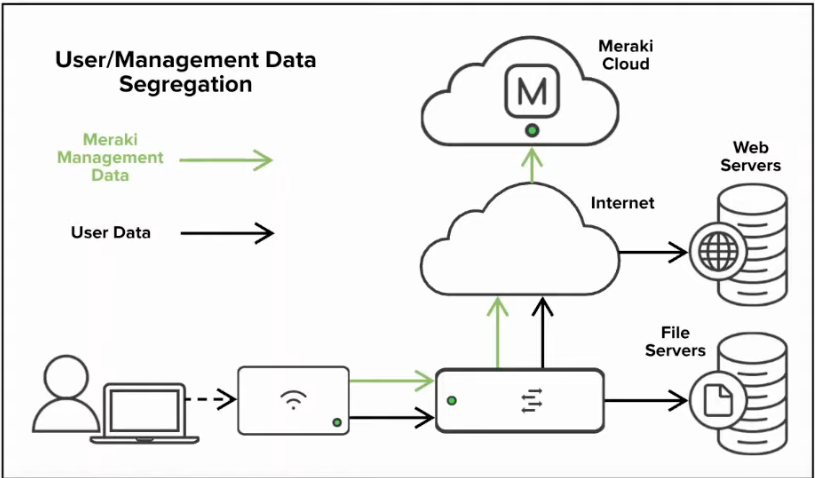 User/Management Data
Segregation
Meraki
Cloud
M
Meraki
Management
Data
Web
Servers
User Data
Internet
File
Servers